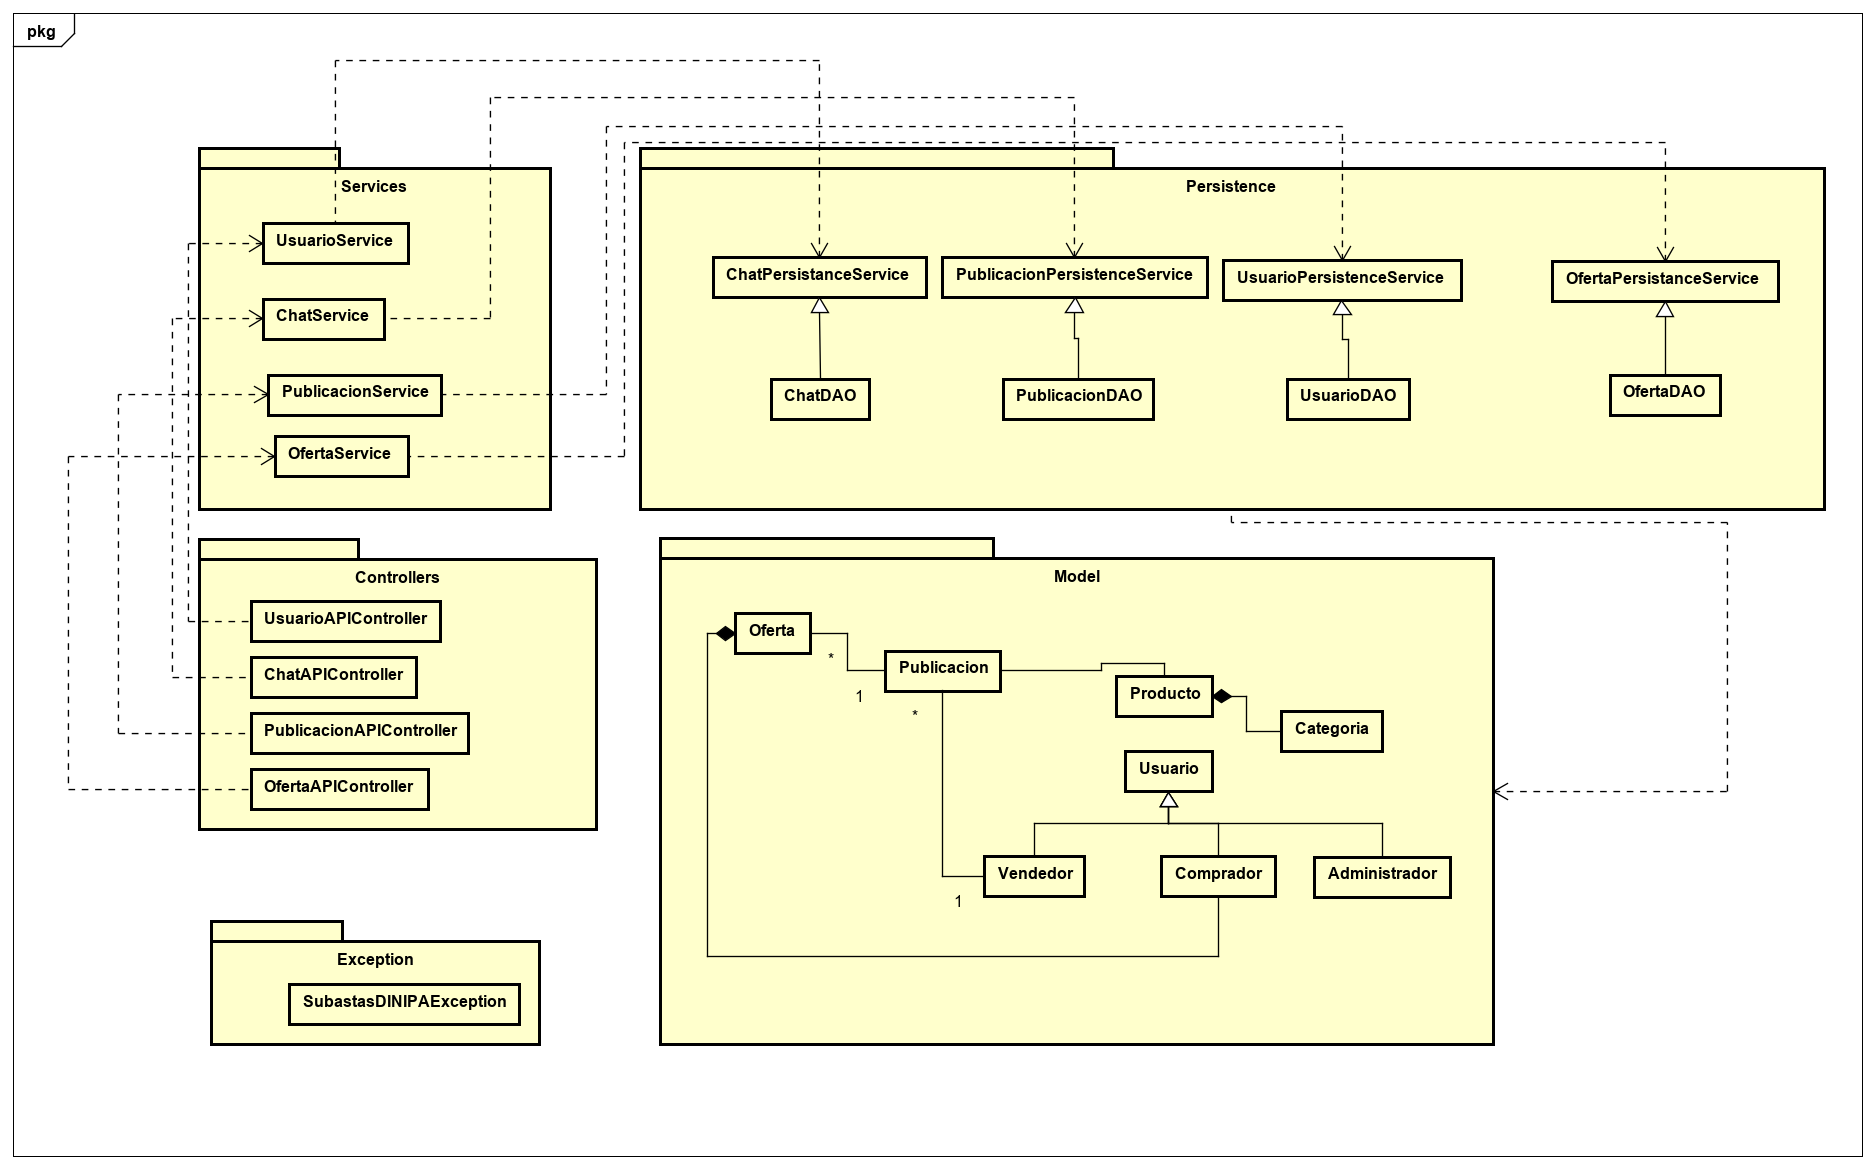 pkg
Services
UsuarioService
ChatService
PublicacionService
OfertaService
Persistence
ChatPersistanceService
PublicacionPersistenceService
UsuarioPersistenceService
OfertaPersistanceService
ChatDAO
PublicacionDAO
UsuarioDAO
OfertaDAO
Controllers
UsuarioAPIController
ChatAPIController
PublicacionAPIController
OfertaAPIController
Model
Oferta
*
1
Publicacion
*
Producto
Categoria
Usuario
Vendedor
1
Comprador
Administrador
Exception
SubastasDINIPAException